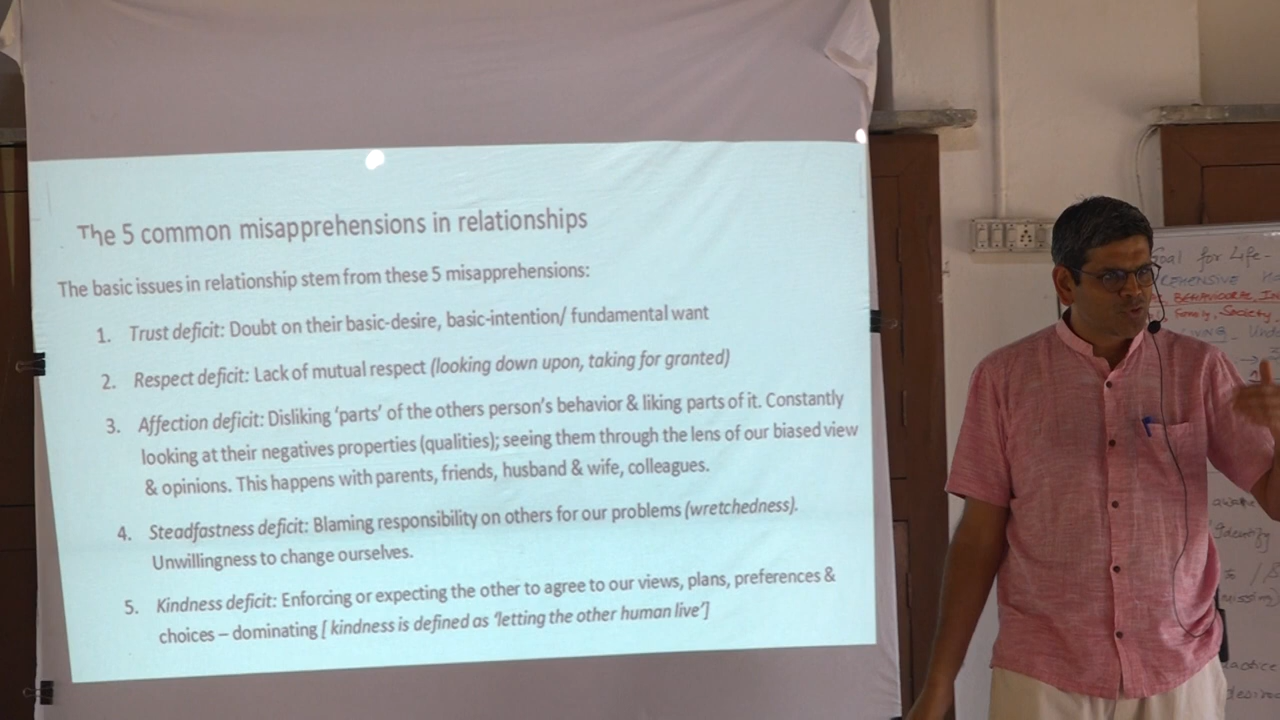 The 5 common misapprehensions in relationships
The basic issues in relationship stem from these 5 misapprehensions:
1. Trust deficit: Doubt on their basic-desire, basic-intention/ fundamental want
2. Respect deficit: Lack of mutual respect (looking down upon, taking for granted)
3. Affection deficit: Disliking ‘parts’ of the others person’s behavior & liking parts of it. Constantly
looking at their negatives properties (qualities); seeing them through the lens of our biased view
& opinions. This happens with parents, friends, husband & wife, colleagues.
4. Steadfastness deficit: Blaming responsibility on others for our problems (wretchedness).
Unwillingness to change ourselves.
5. Kindness deficit: Enforcing or expecting the other to agree to our views, plans, preferences &
choices – dominating [ kindness is defined as ‘letting the other human live’]
Goal for Life-
BEHAVIOUR
Family, Society
Identify